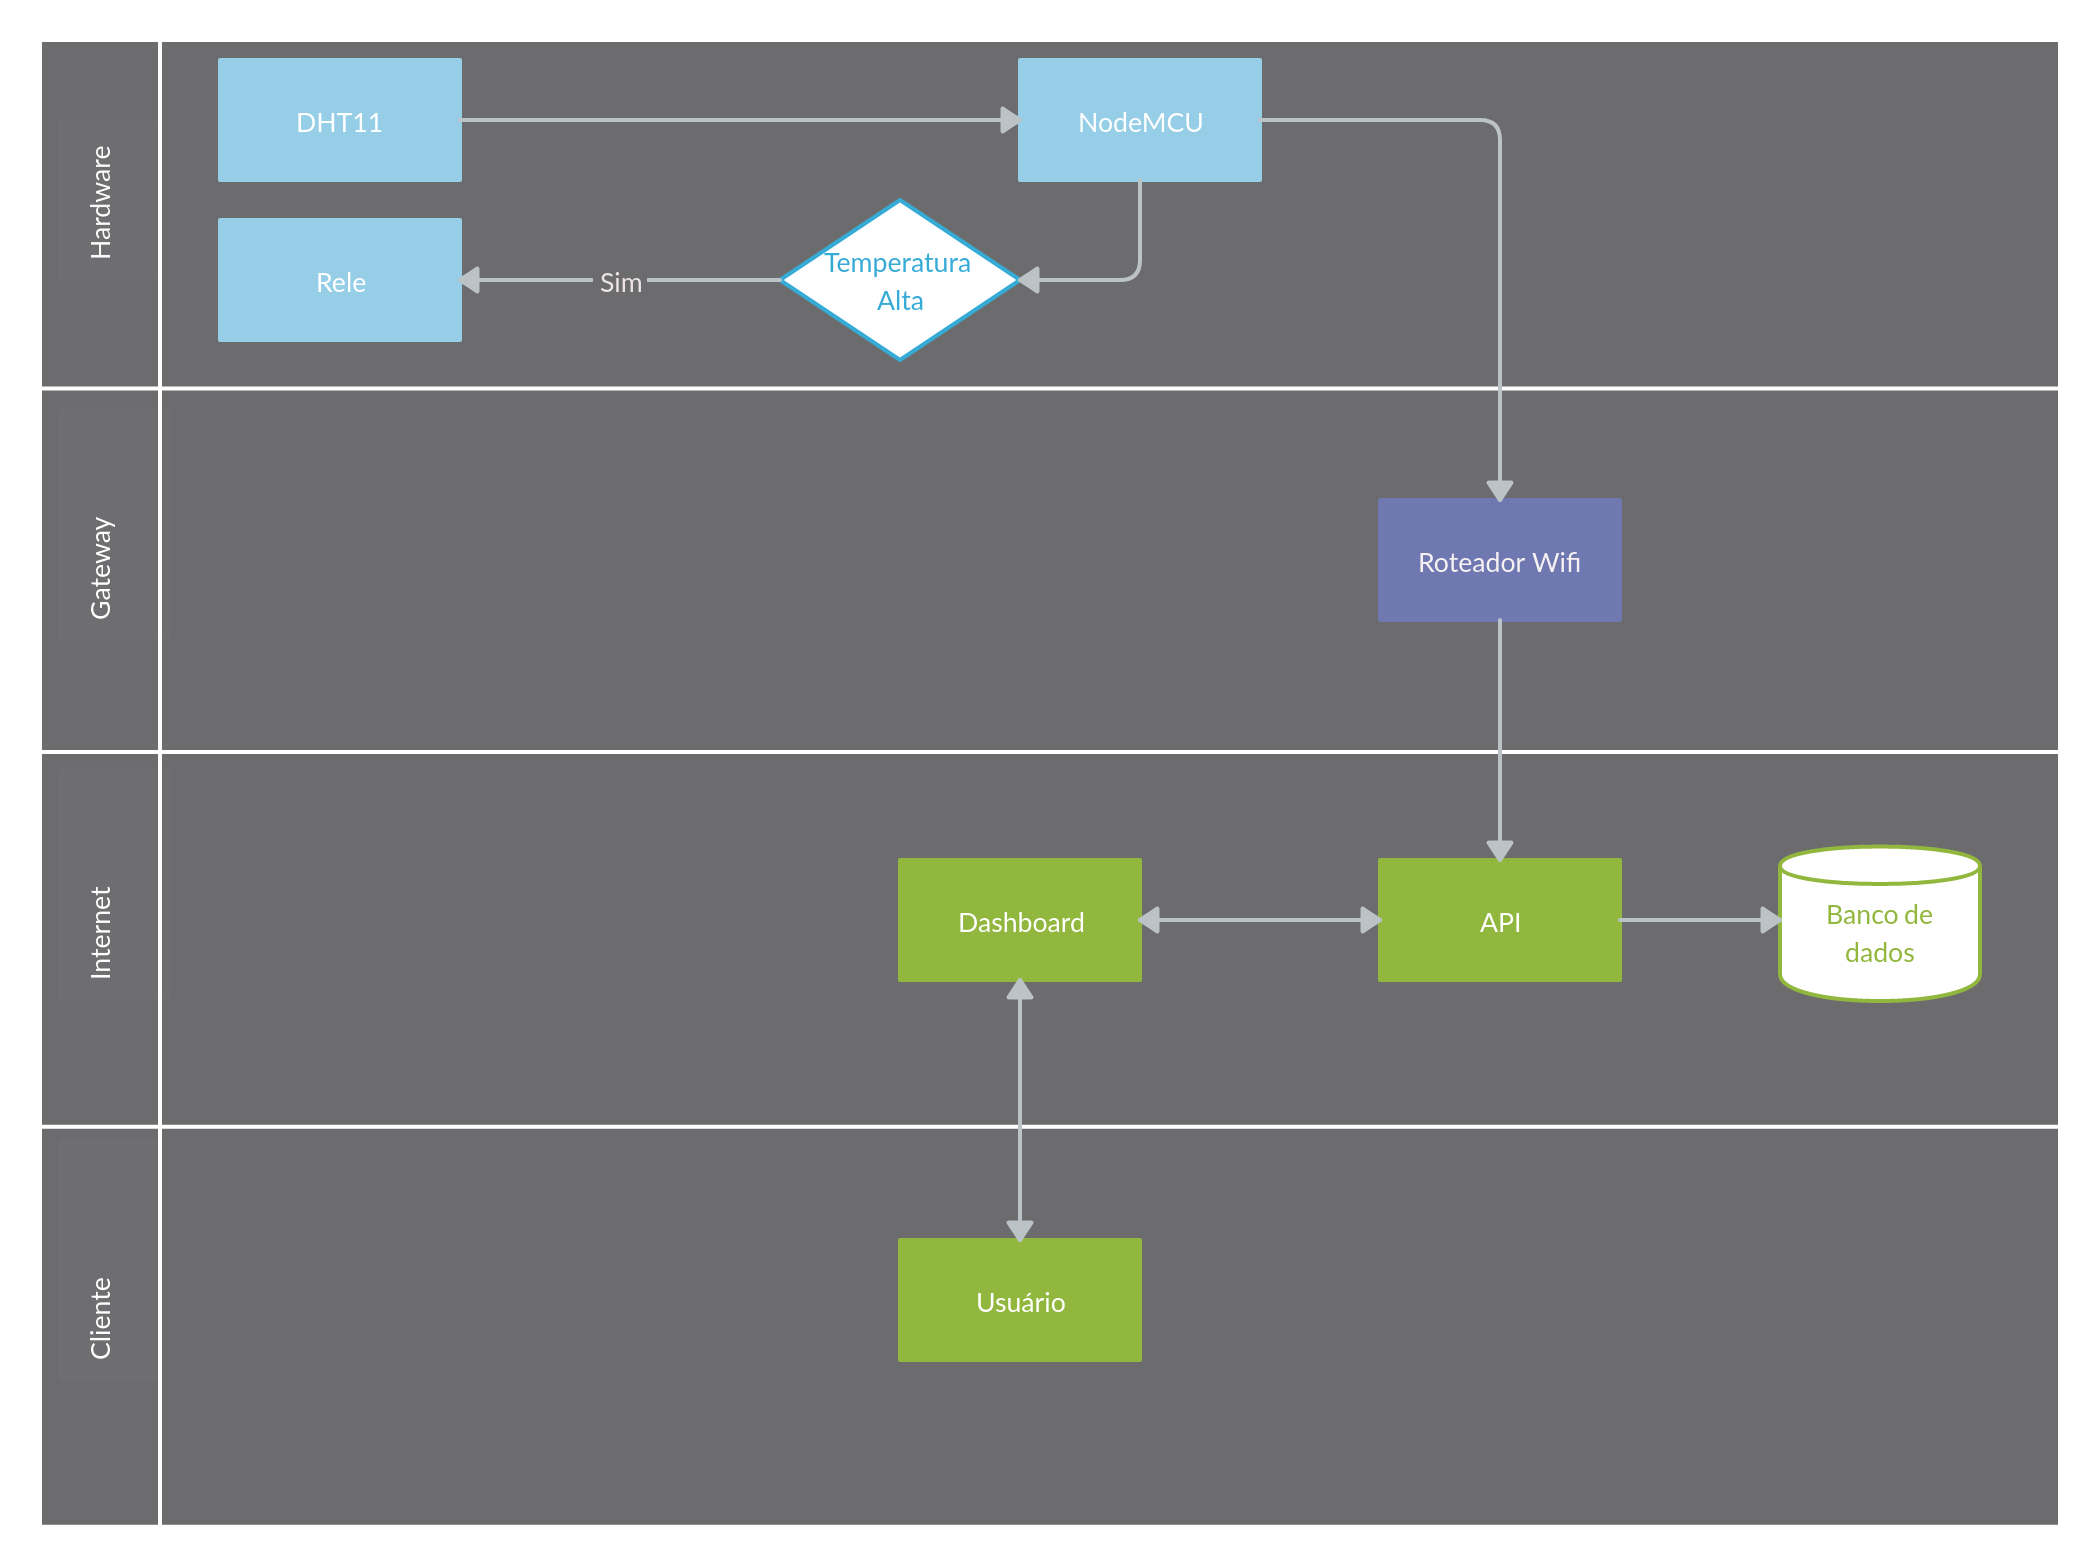 Hardware
DHT11
NodeMCU
Rele
Sim
Temperatura
Alta
Gateway
Roteador Wifi
Internet
Dashboard
API
Banco de
dados
Cliente
Usuário